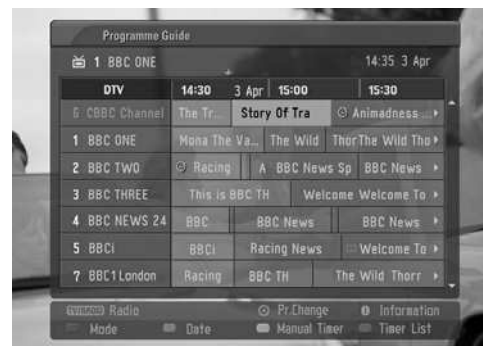 Programme Guide
1 BBC ONE 14:35 3 Apr
DTV 14:30 3 Apr 15:00 15:30
6 CBBC Channel The Tr... Story Of Tra Animadness ...
1 BBC ONE Mona The Va... The Wild Thor The Wild Tho
2 BBC TWO Racing A BBC News Sp BBC News
3 BBC THREE This is BBC TH Welcome Welcome To
4 BBC NEWS 24 BBC BBC News BBC News
5 BBCi BBCi Racing News Welcome To
7 BBC1 London Racing BBC TH The Wild Thorr
TV/RADIO Radio Pr.Change i Information
Mode Date Manual Timer Timer List